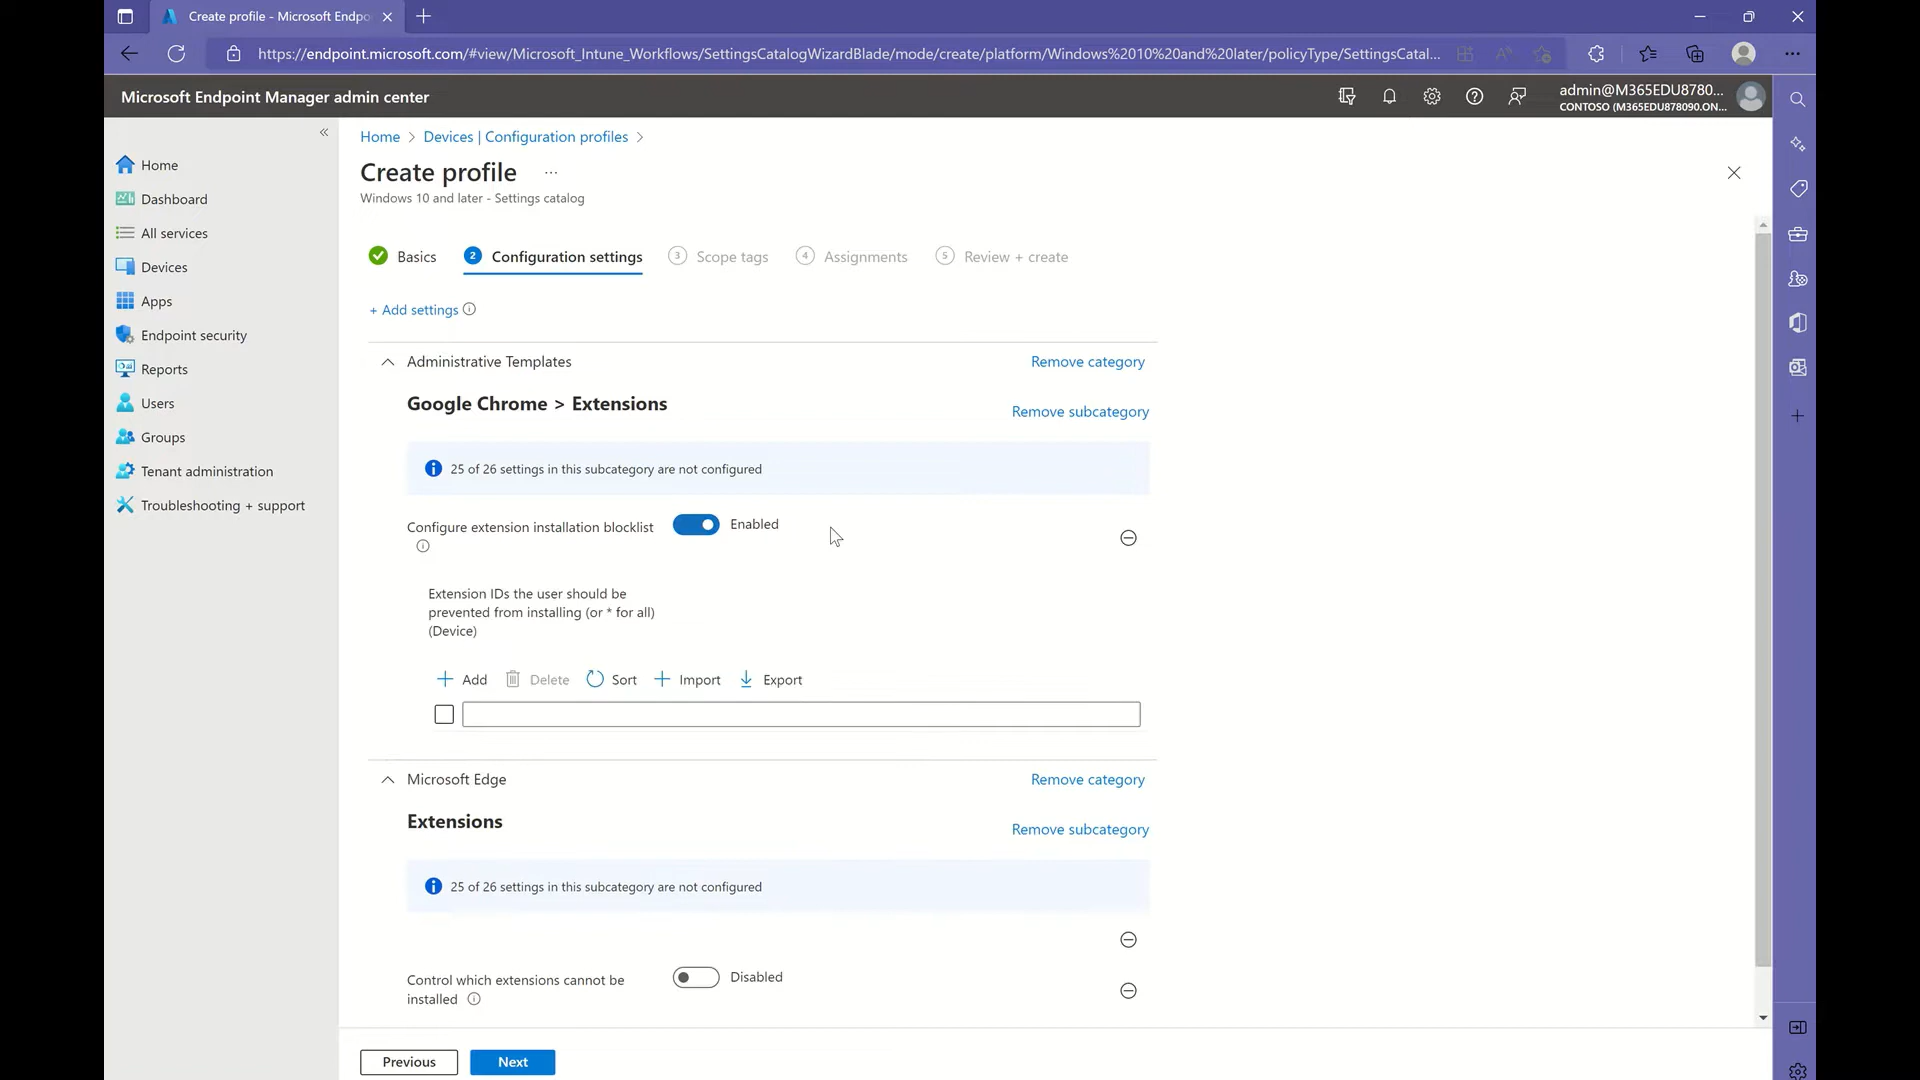 Create profile - Microsoft Endpo
https://endpoint.microsoft.com/#view/Microsoft_Intune_Workflows/SettingsCatalogWizardBlade/mode/create/platform/Windows%2010%20and%20later/policyType/SettingsCatal...
Microsoft Endpoint Manager admin center
admin@M365EDU8780...
CONTOSO (M365EDU878090.ON...
Home
Dashboard
All services
Devices
Apps
Endpoint security
Reports
Users
Groups
Tenant administration
Troubleshooting + support
Home > Devices | Configuration profiles >
Create profile ...
Windows 10 and later - Settings catalog
Basics 2 Configuration settings 3 Scope tags 4 Assignments 5 Review + create
+ Add settings
Administrative Templates Remove category
Google Chrome > Extensions Remove subcategory
25 of 26 settings in this subcategory are not configured
Configure extension installation blocklist Enabled
Extension IDs the user should be
prevented from installing (or * for all)
(Device)
Add Delete Sort Import Export
Microsoft Edge Remove category
Extensions Remove subcategory
25 of 26 settings in this subcategory are not configured
Control which extensions cannot be
installed
Disabled
Previous Next